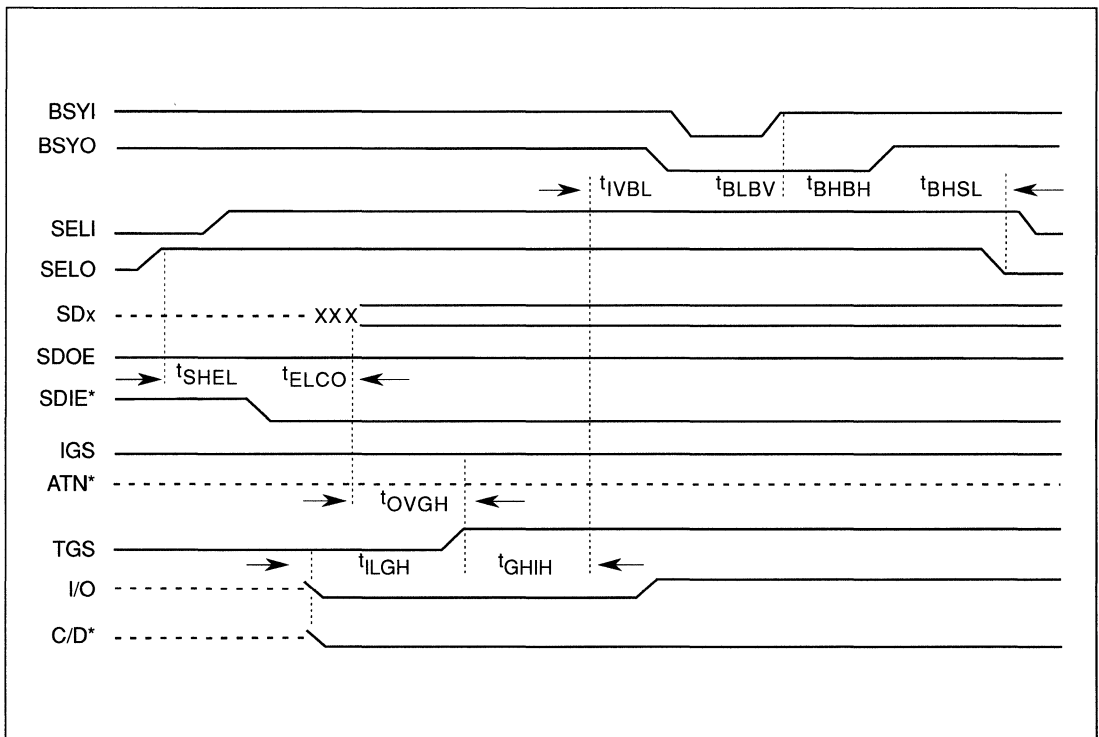 BSYI
BSYO
tIVBL tBLBV tBHBH tBHSL
SELI
SELO
SDx XXX
SDOE
tSHEL tELCO
SDIE*
IGS
ATN*
tOVGH
TGS
tILGH tGHIH
I/O
C/D*